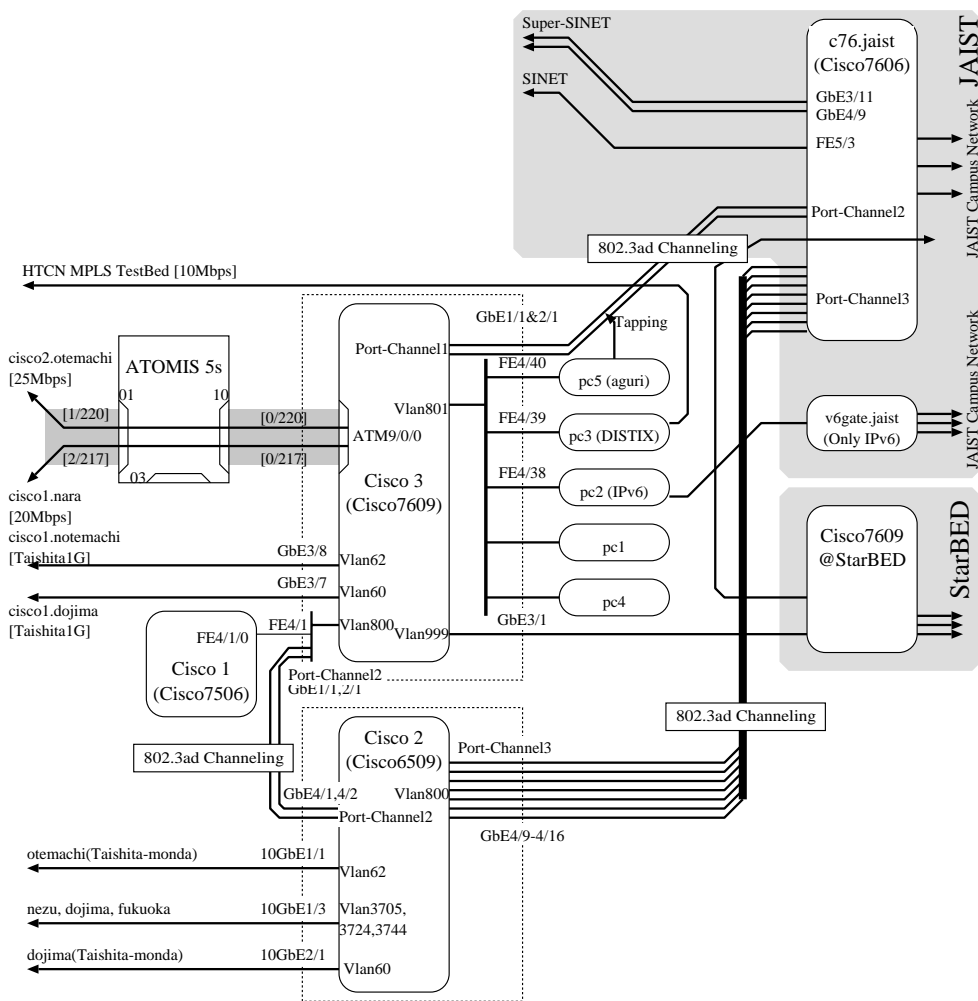 Super-SINET
SINET
c76.jaist
(Cisco7606)
GbE3/11
GbE4/9
FE5/3
Port-Channel2
Port-Channel3
JAIST
JAIST Campus Network
JAIST Campus Network
802.3ad Channeling
HTCN MPLS TestBed [10Mbps]
GbE1/1&2/1
Tapping
cisco2.otemachi
[25Mbps]
ATOMIS 5s
01
10
03
[1/220]
[0/220]
[2/217]
[0/217]
cisco1.nara
[20Mbps]
cisco1.notemachi
[Taishita1G]
cisco1.dojima
[Taishita1G]
Port-Channel1
Vlan801
ATM9/0/0
Cisco 3
(Cisco7609)
GbE3/8
Vlan62
GbE3/7
Vlan60
FE4/1
Vlan800
Vlan999
GbE3/1
FE4/40
pc5 (aguri)
FE4/39
pc3 (DISTIX)
FE4/38
pc2 (IPv6)
pc1
pc4
v6gate.jaist
(Only IPv6)
Cisco7609
@StarBED
StarBED
FE4/1/0
Cisco 1
(Cisco7506)
Port-Channel2
GbE1/1,2/1
802.3ad Channeling
802.3ad Channeling
Cisco 2
(Cisco6509)
Port-Channel3
Vlan800
GbE4/1,4/2
Port-Channel2
GbE4/9-4/16
otemachi(Taishita-monda)
10GbE1/1
Vlan62
nezu, dojima, fukuoka
10GbE1/3
Vlan3705,
3724,3744
dojima(Taishita-monda)
10GbE2/1
Vlan60